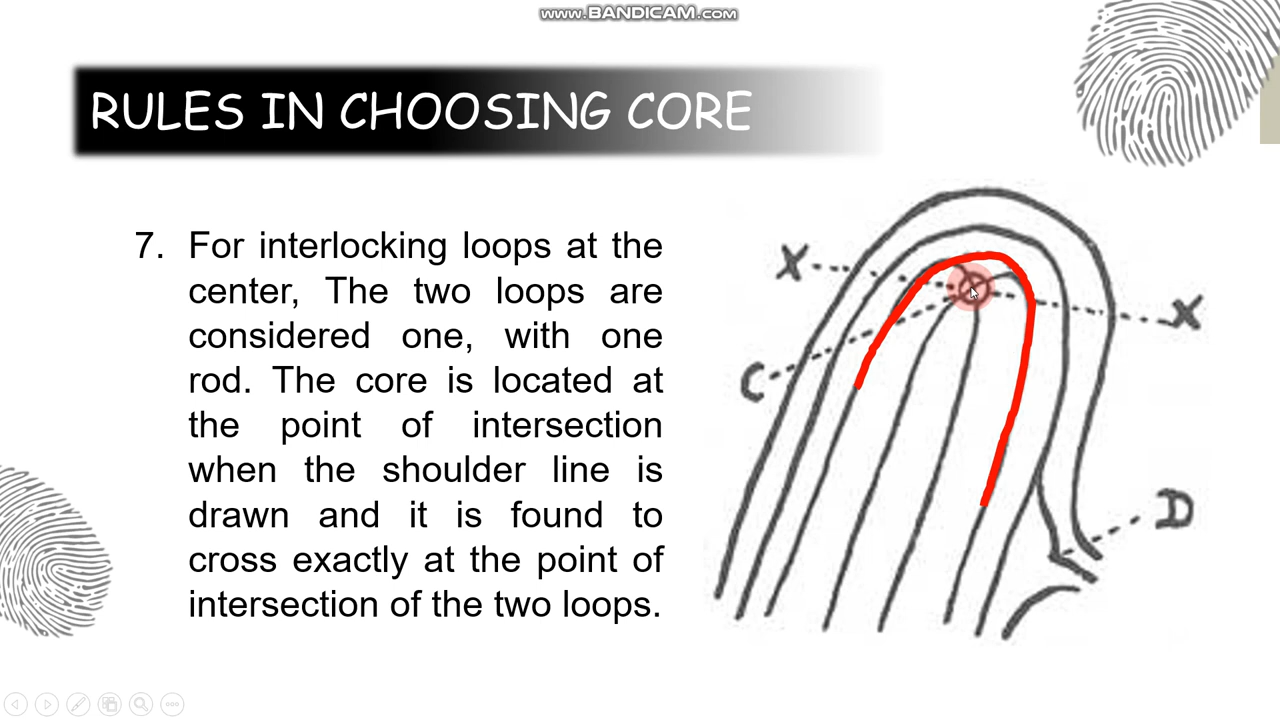 www.BANDICAM.com
RULES IN CHOOSING CORE
7. For interlocking loops at the
center, The two loops are
considered one, with one
rod. The core is located at
the point of intersection
when the shoulder line is
drawn and it is found to
cross exactly at the point of
intersection of the two loops.
X
X
C
D